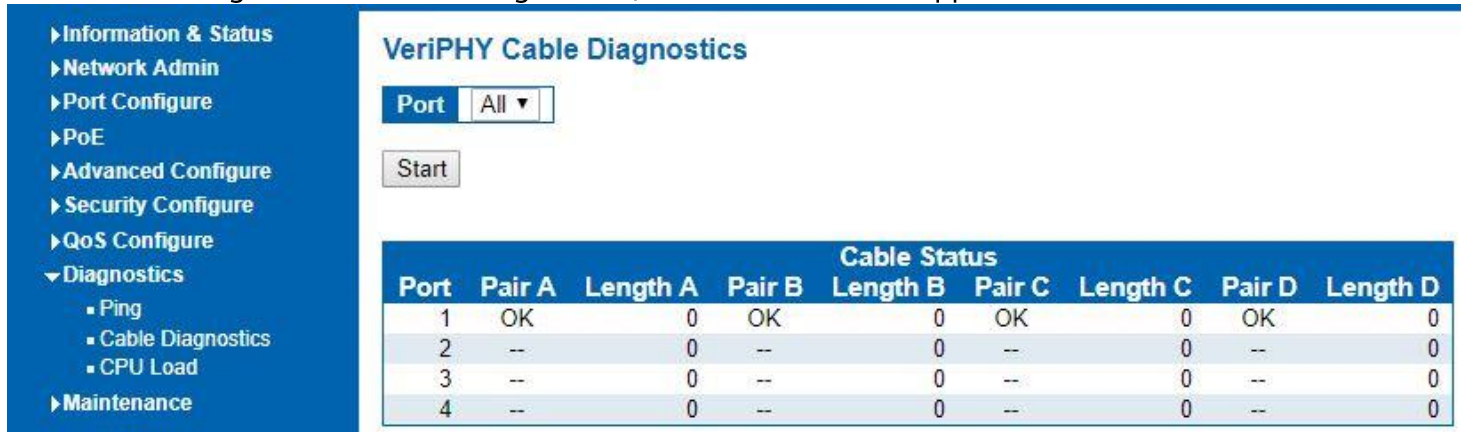 Information & Status
Network Admin
Port Configure
PoE
Advanced Configure
Security Configure
QoS Configure
Diagnostics
Ping
Cable Diagnostics
CPU Load
Maintenance
VeriPHY Cable Diagnostics
Port All
Start
Cable Status
Port Pair A Length A Pair B Length B Pair C Length C Pair D Length D
1 OK 0 OK 0 OK 0 OK 0
2 -- 0 -- 0 -- 0 -- 0
3 -- 0 -- 0 -- 0 -- 0
4 -- 0 -- 0 -- 0 -- 0